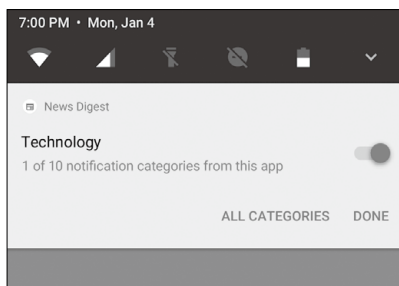 7:00 PM • Mon, Jan 4
News Digest
Technology
1 of 10 notification categories from this app
ALL CATEGORIES DONE